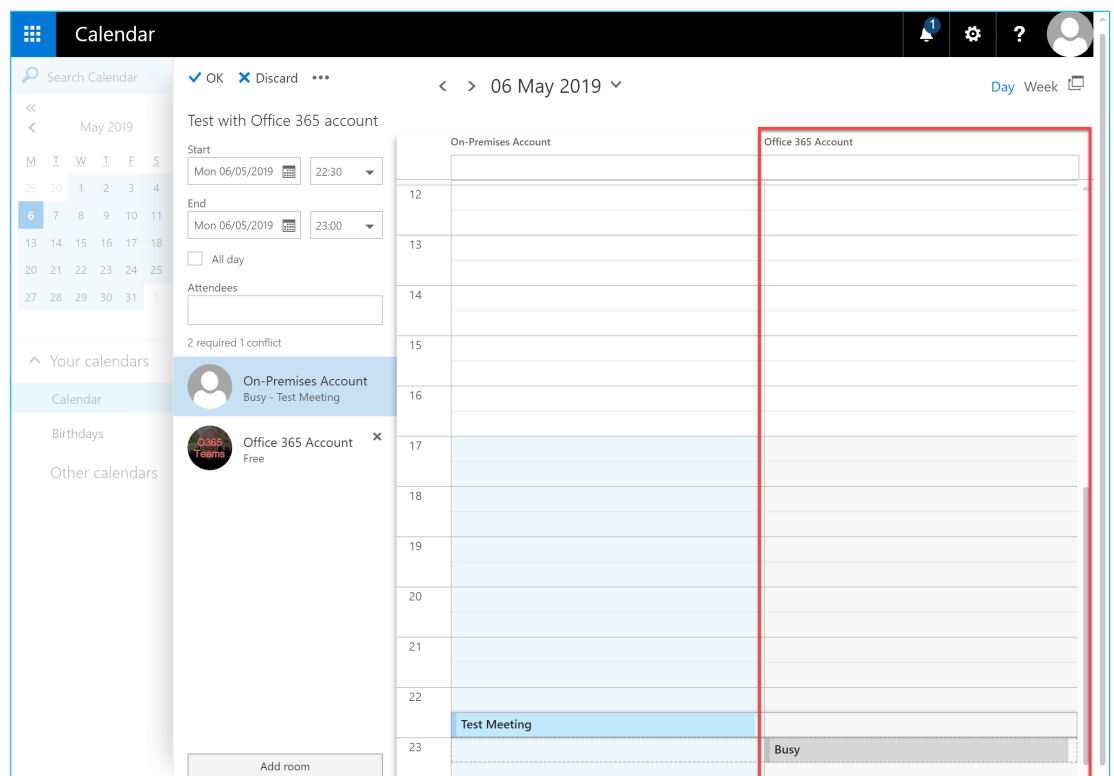 Calendar
1
?
Search Calendar
OK Discard •••
06 May 2019
Day Week
May 2019
M T W T F S
29 30 1 2 3 4
6 7 8 9 10 11
13 14 15 16 17 18
20 21 22 23 24 25
27 28 29 30 31 1
Your calendars
Calendar
Birthdays
Other calendars
Test with Office 365 account
Start
Mon 06/05/2019 22:30
End
Mon 06/05/2019 23:00
All day
Attendees
2 required 1 conflict
On-Premises Account
Busy - Test Meeting
O365
Teams
Office 365 Account
Free
Add room
On-Premises Account Office 365 Account
12
13
14
15
16
17
18
19
20
21
22
Test Meeting
23
Busy